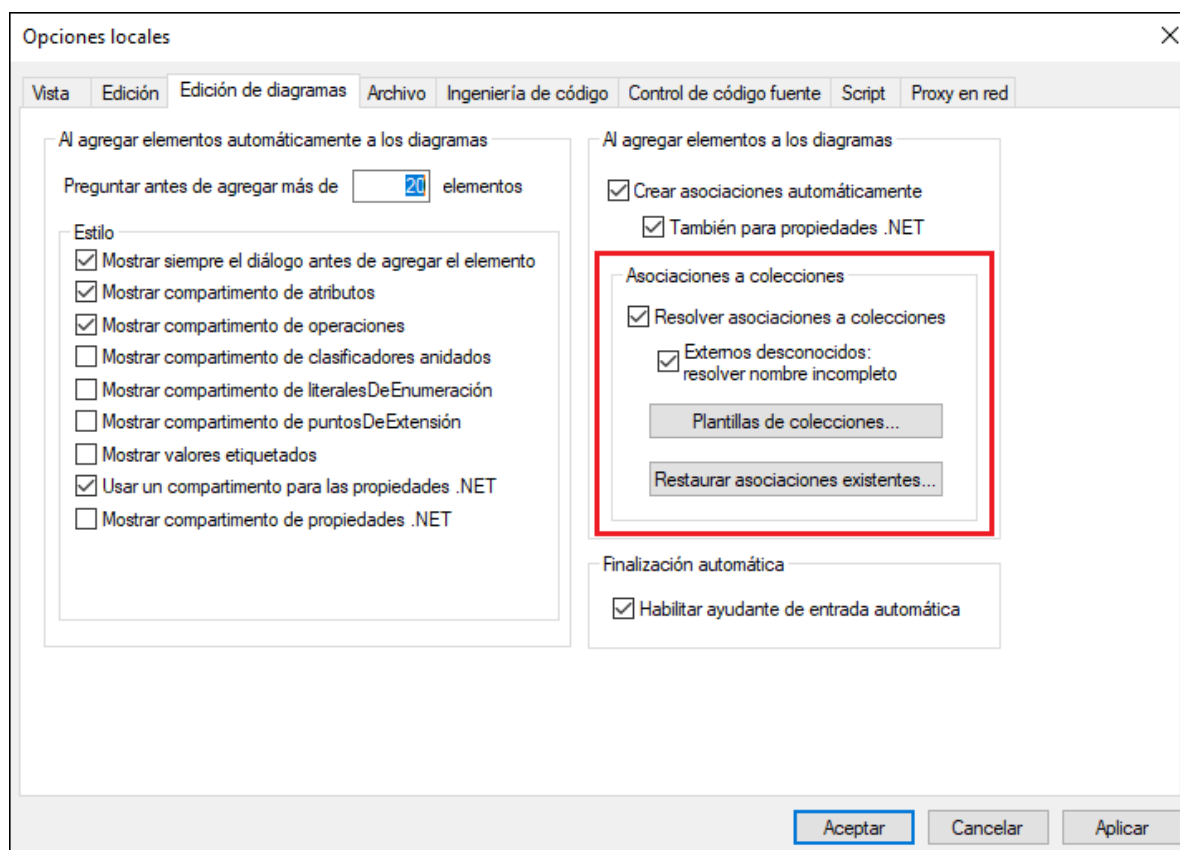 Opciones locales
Vista Edición Edición de diagramas Archivo Ingeniería de código Control de código fuente Script Proxy en red
Al agregar elementos automáticamente a los diagramas
Preguntar antes de agregar más de 20 elementos
Estilo
Mostrar siempre el diálogo antes de agregar el elemento
Mostrar compartimento de atributos
Mostrar compartimento de operaciones
Mostrar compartimento de clasificadores anidados
Mostrar compartimento de literalesDeEnumeración
Mostrar compartimento de puntosDeExtensión
Mostrar valores etiquetados
Usar un compartimento para las propiedades .NET
Mostrar compartimento de propiedades .NET
Al agregar elementos a los diagramas
Crear asociaciones automáticamente
También para propiedades .NET
Asociaciones a colecciones
Resolver asociaciones a colecciones
Externos desconocidos:
resolver nombre incompleto
Plantillas de colecciones...
Restaurar asociaciones existentes...
Finalización automática
Habilitar ayudante de entrada automática
Aceptar Cancelar Aplicar